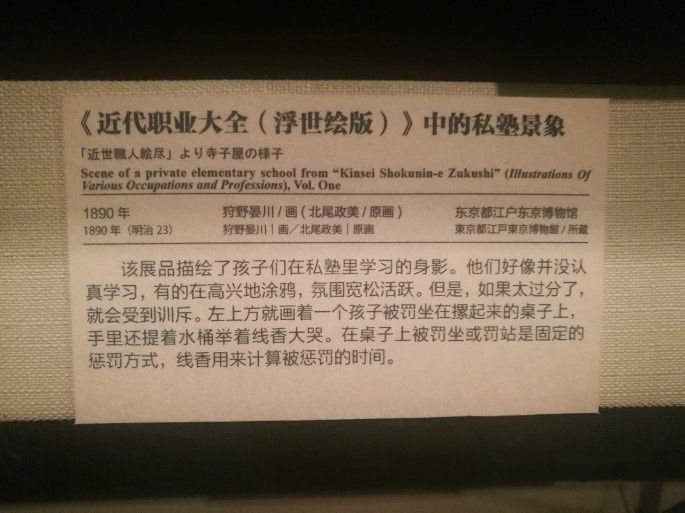 《近代职业大全（浮世绘版）》中的私塾景象
「近世職人絵尽」より寺子屋の様子
Scene of a private elementary school from “Kinsei Shokunin-e Zukushi” (Illustrations Of
Various Occupations and Professions), Vol. One
1890 年 狩野晏川 / 画 ( 北尾政美 / 原画 ) 东京都江户东京博物馆
1890 年（明治 23） 狩野晏川｜画／北尾政美｜原画 東京都江戸東京博物館 / 所蔵
该展品描绘了孩子们在私塾里学习的身影。他们好像并没认
真学习，有的在高兴地涂鸦，氛围宽松活跃。但是，如果太过分了，
就会受到训斥。左上方就画着一个孩子被罚坐在摞起来的桌子上，
手里还提着水桶举着线香大哭。在桌子上被罚坐或罚站是固定的
惩罚方式，线香用来计算被惩罚的时间。